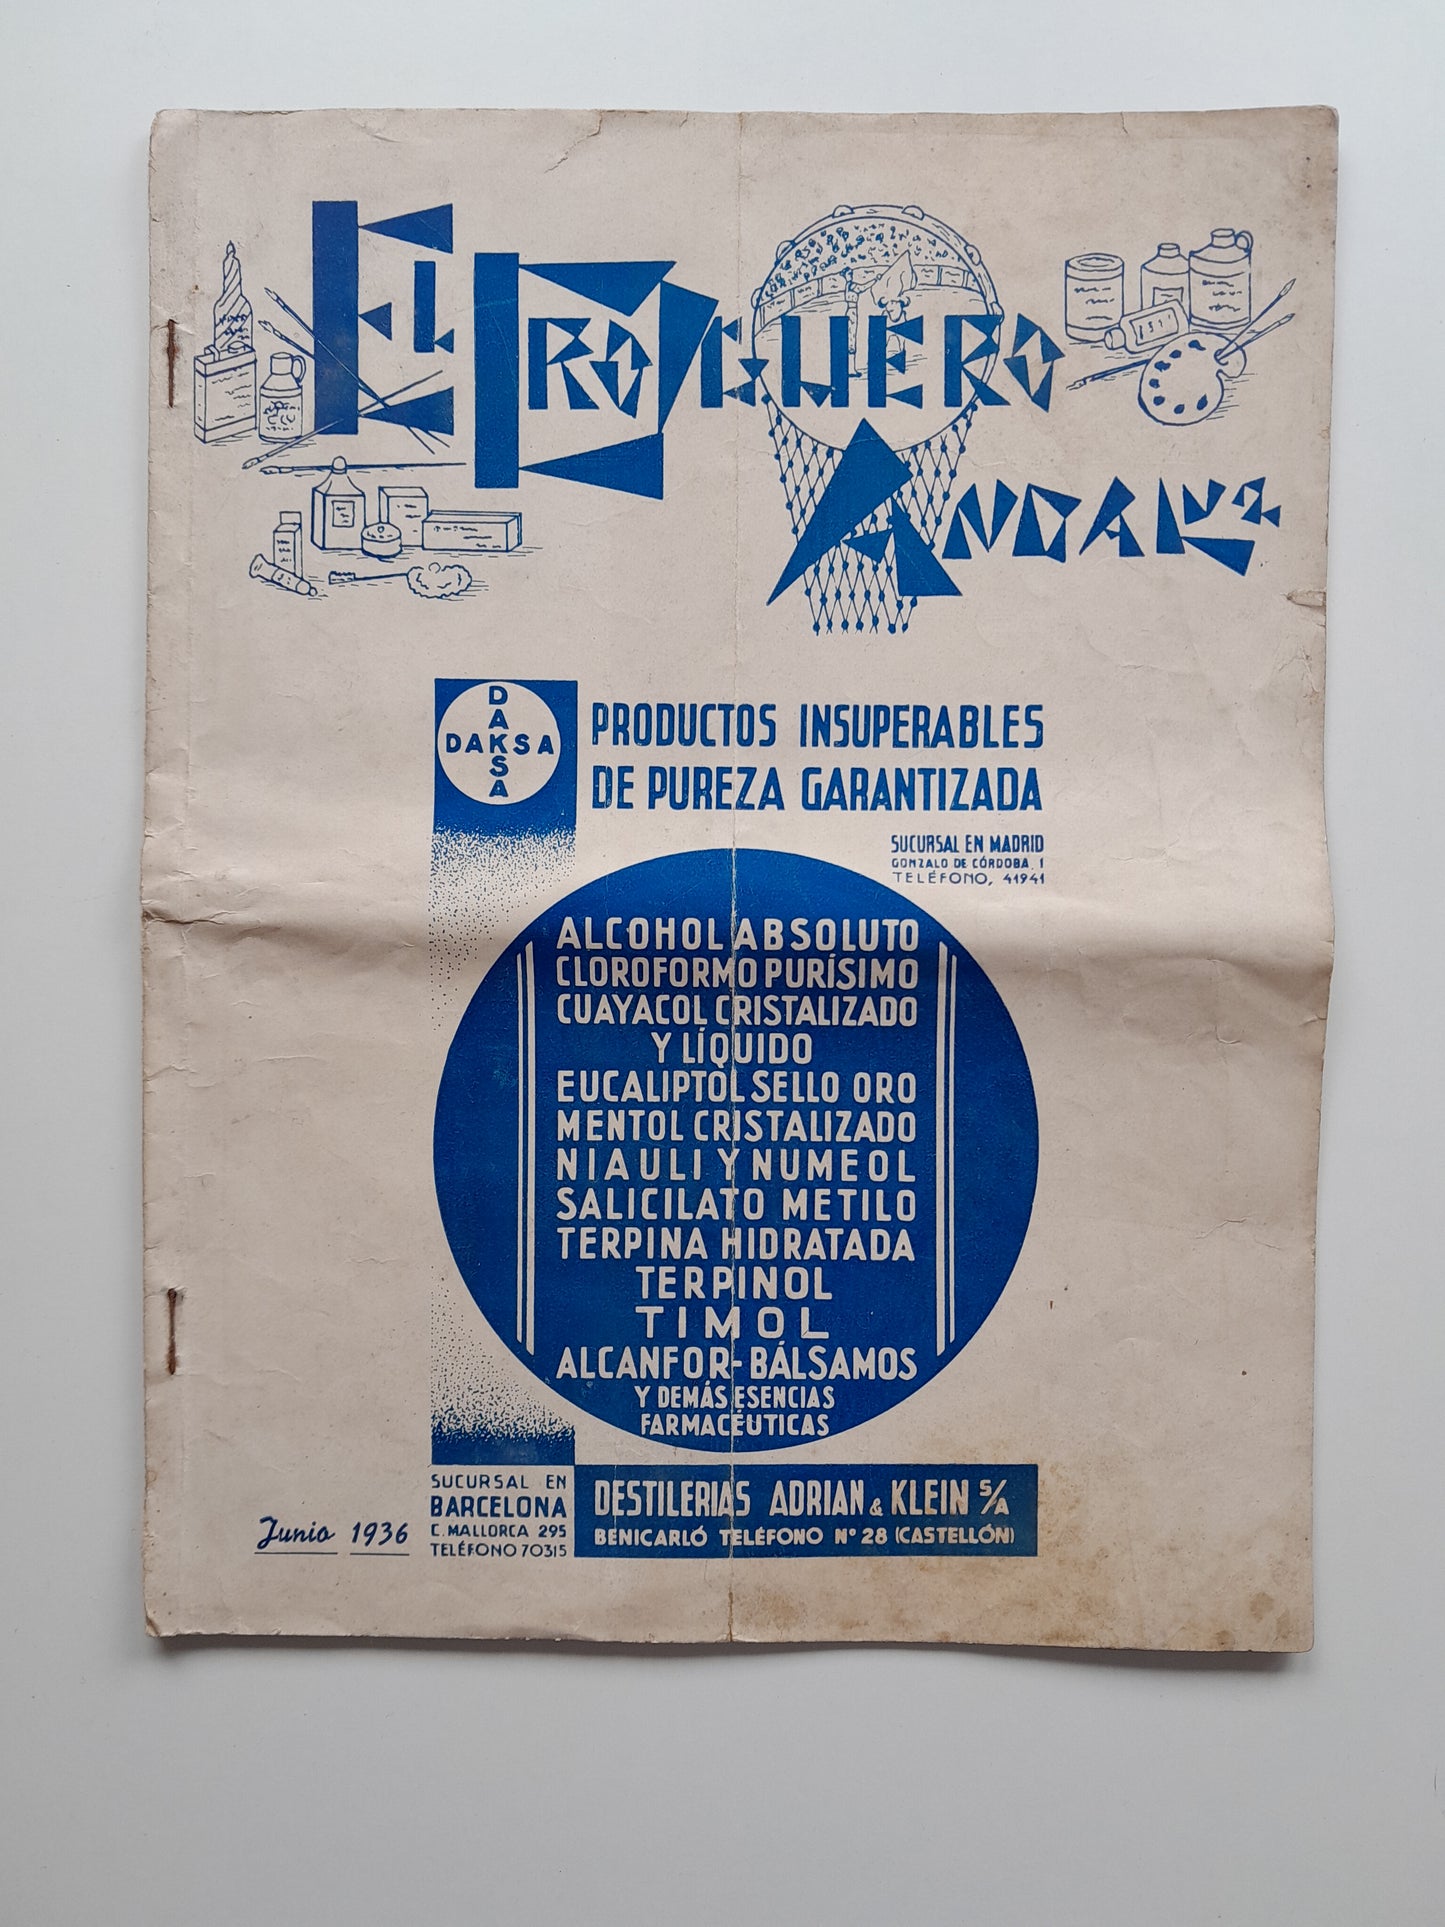 El DROGUERO
ANDALUZ
DAKSA
DAKSA
PRODUCTOS INSUPERABLES
DE PUREZA GARANTIZADA
SUCURSAL EN MADRID
GONZALO DE CÓRDOBA, 1
TELÉFONO, 41941
ALCOHOL ABSOLUTO
CLOROFORMO PURÍSIMO
CUAYACOL CRISTALIZADO
Y LÍQUIDO
EUCALIPTOL SELLO ORO
MENTOL CRISTALIZADO
NIAULI Y NUMEOL
SALICILATO METILO
TERPINA HIDRATADA
TERPINOL
TIMOL
ALCANFOR-BÁLSAMOS
Y DEMÁS ESENCIAS
FARMACÉUTICAS
Junio 1936
SUCURSAL EN
BARCELONA
C. MALLORCA 295
TELÉFONO 70315
DESTILERIAS ADRIAN & KLEIN S/A
BENICARLÓ TELÉFONO Nº 28 (CASTELLÓN)